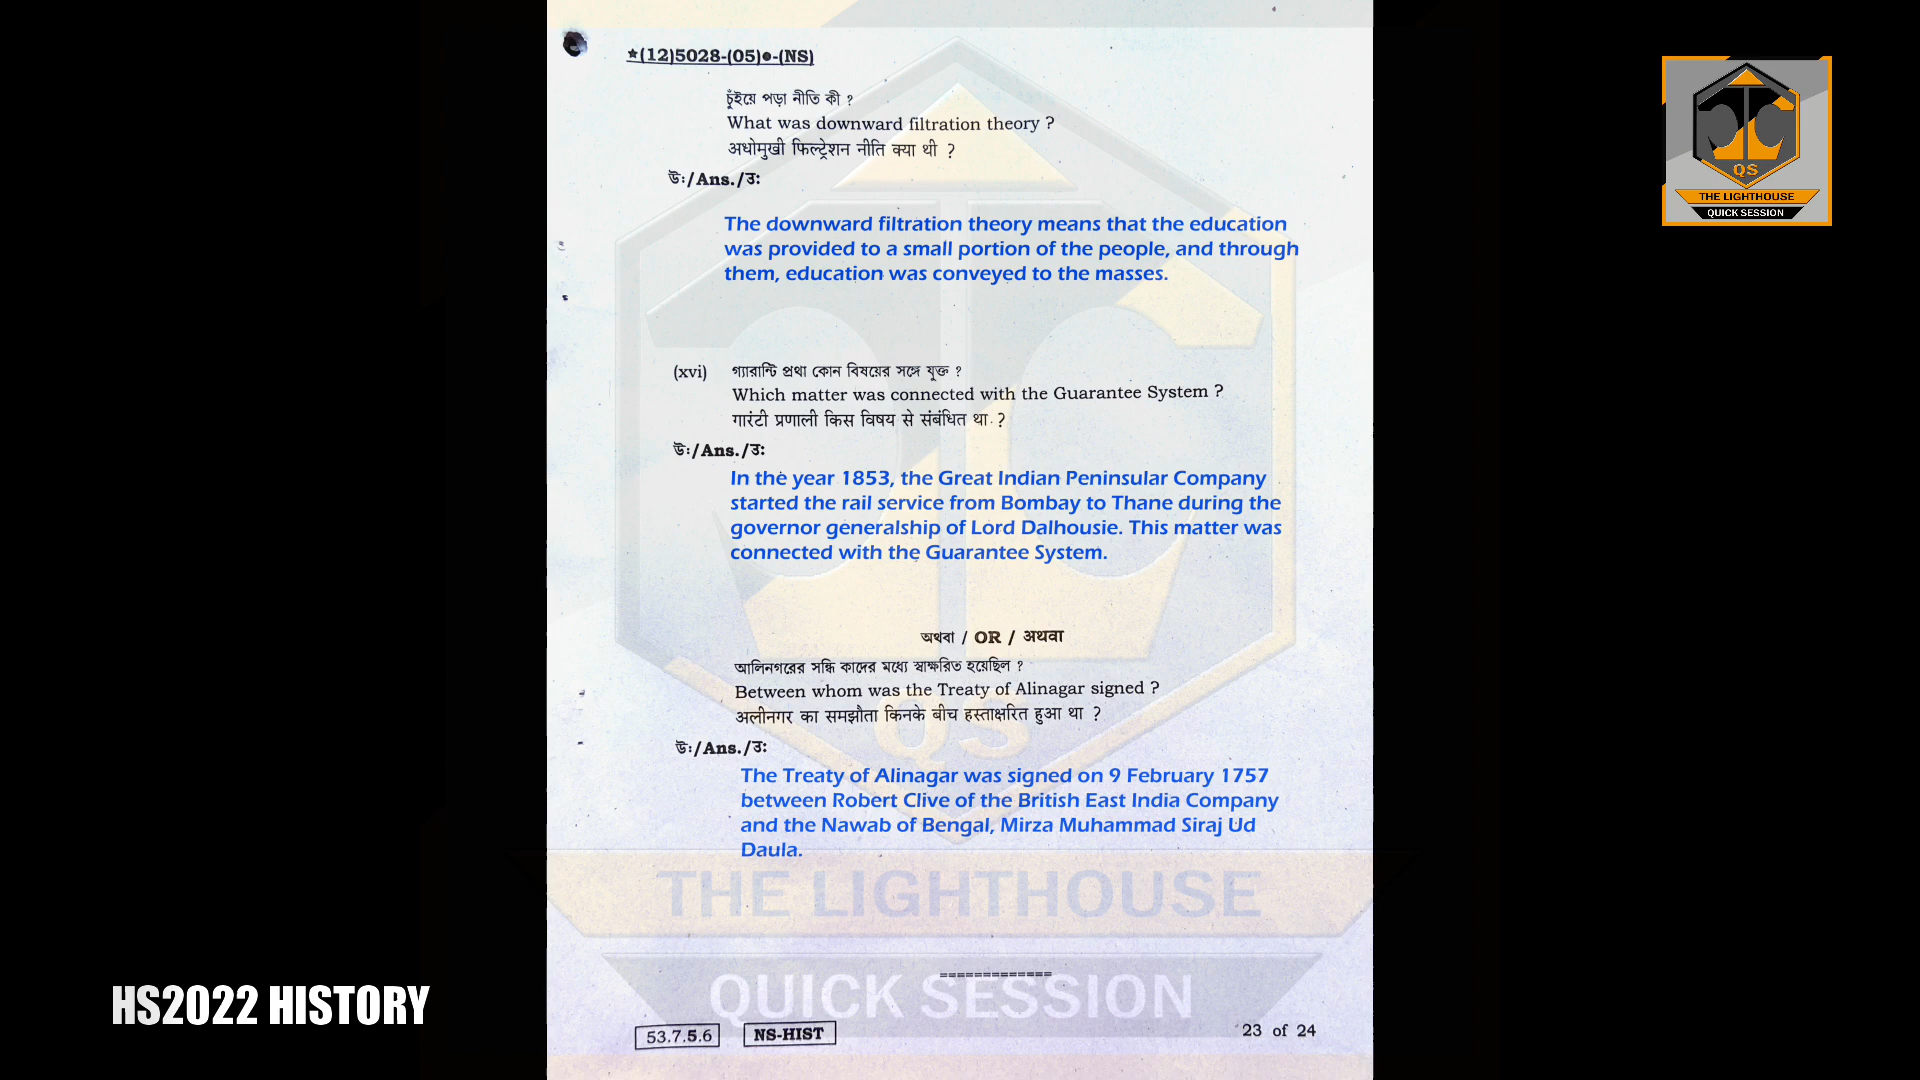 ★(12)5028-(05)●-(NS)
চুঁইয়ে পড়া নীতি কী ?
What was downward filtration theory ?
अधोमुखी फिल्ट्रेशन नीति क्या थी ?
উঃ/Ans./उ:
The downward filtration theory means that the education
was provided to a small portion of the people, and through
them, education was conveyed to the masses.
(xvi) গ্যারান্টি প্রথা কোন বিষয়ের সঙ্গে যুক্ত ?
Which matter was connected with the Guarantee System ?
गारंटी प्रणाली किस विषय से संबंधित था ?
উঃ/Ans./उ:
In the year 1853, the Great Indian Peninsular Company
started the rail service from Bombay to Thane during the
governor generalship of Lord Dalhousie. This matter was
connected with the Guarantee System.
অথবা / OR / अथवा
আলিনগরের সন্ধি কাদের মধ্যে স্বাক্ষরিত হয়েছিল ?
Between whom was the Treaty of Alinagar signed ?
अलीनगर का समझौता किनके बीच हस्ताक्षरित हुआ था ?
উঃ/Ans./उ:
The Treaty of Alinagar was signed on 9 February 1757
between Robert Clive of the British East India Company
and the Nawab of Bengal, Mirza Muhammad Siraj Ud
Daula.
QS
THE LIGHTHOUSE
QUICK SESSION
=============
53.7.5.6 NS-HIST 23 of 24
HS2022 HISTORY
QS
THE LIGHTHOUSE
QUICK SESSION